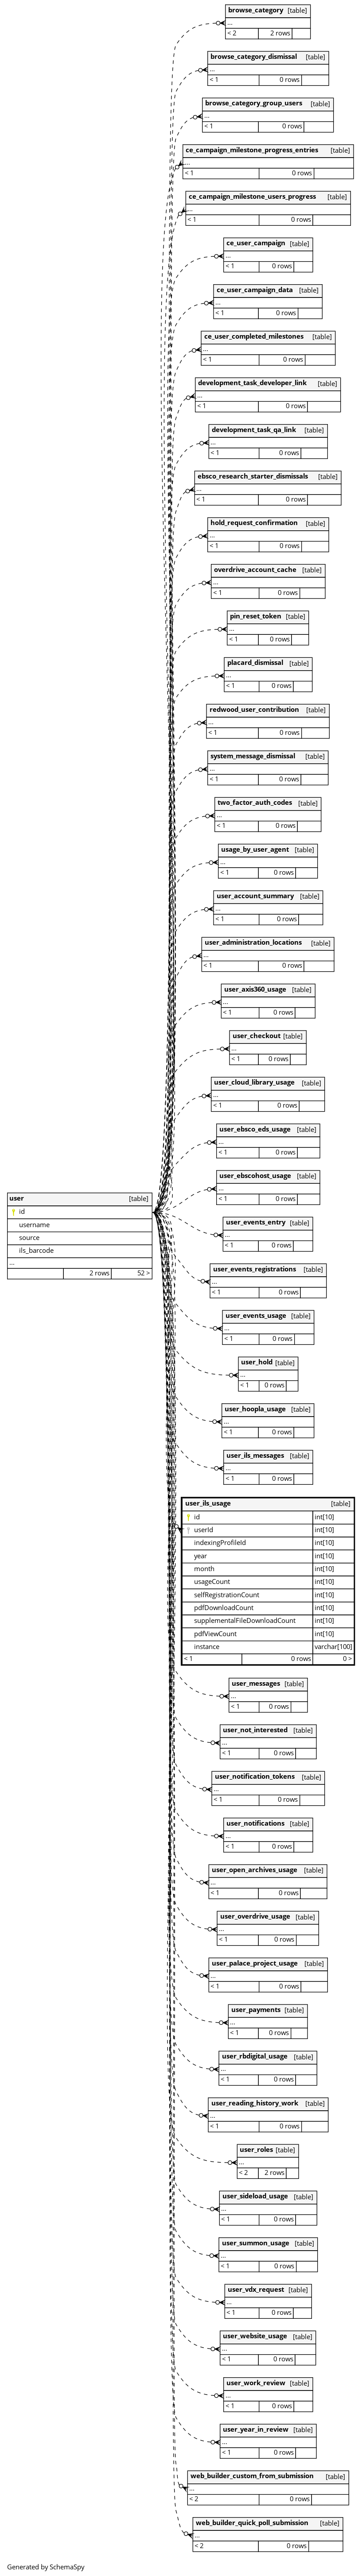 browse_category [table]
...
< 2 2 rows
browse_category_dismissal [table]
...
< 1 0 rows
browse_category_group_users [table]
...
< 1 0 rows
ce_campaign_milestone_progress_entries [table]
...
< 1 0 rows
ce_campaign_milestone_users_progress [table]
...
< 1 0 rows
ce_user_campaign [table]
...
< 1 0 rows
ce_user_campaign_data [table]
...
< 1 0 rows
ce_user_completed_milestones [table]
...
< 1 0 rows
development_task_developer_link [table]
...
< 1 0 rows
development_task_qa_link [table]
...
< 1 0 rows
ebsco_research_starter_dismissals [table]
...
< 1 0 rows
hold_request_confirmation [table]
...
< 1 0 rows
overdrive_account_cache [table]
...
< 1 0 rows
pin_reset_token [table]
...
< 1 0 rows
placard_dismissal [table]
...
< 1 0 rows
redwood_user_contribution [table]
...
< 1 0 rows
system_message_dismissal [table]
...
< 1 0 rows
two_factor_auth_codes [table]
...
< 1 0 rows
usage_by_user_agent [table]
...
< 1 0 rows
user_account_summary [table]
...
< 1 0 rows
user_administration_locations [table]
...
< 1 0 rows
user_axis360_usage [table]
...
< 1 0 rows
user_checkout [table]
...
< 1 0 rows
user_cloud_library_usage [table]
...
< 1 0 rows
user_ebsco_eds_usage [table]
...
< 1 0 rows
user_ebscohost_usage [table]
...
< 1 0 rows
user [table]
id
username
source
ils_barcode
...
2 rows 52 >
user_events_entry [table]
...
< 1 0 rows
user_events_registrations [table]
...
< 1 0 rows
user_events_usage [table]
...
< 1 0 rows
user_hold [table]
...
< 1 0 rows
user_hoopla_usage [table]
...
< 1 0 rows
user_ils_messages [table]
...
< 1 0 rows
user_ils_usage [table]
id int[10]
userId int[10]
indexingProfileId int[10]
year int[10]
month int[10]
usageCount int[10]
selfRegistrationCount int[10]
pdfDownloadCount int[10]
supplementalFileDownloadCount int[10]
pdfViewCount int[10]
instance varchar[100]
< 1 0 rows 0 >
user_messages [table]
...
< 1 0 rows
user_not_interested [table]
...
< 1 0 rows
user_notification_tokens [table]
...
< 1 0 rows
user_notifications [table]
...
< 1 0 rows
user_open_archives_usage [table]
...
< 1 0 rows
user_overdrive_usage [table]
...
< 1 0 rows
user_palace_project_usage [table]
...
< 1 0 rows
user_payments [table]
...
< 1 0 rows
user_rbdigital_usage [table]
...
< 1 0 rows
user_reading_history_work [table]
...
< 1 0 rows
user_roles [table]
...
< 2 2 rows
user_sideload_usage [table]
...
< 1 0 rows
user_summon_usage [table]
...
< 1 0 rows
user_vdx_request [table]
...
< 1 0 rows
user_website_usage [table]
...
< 1 0 rows
user_work_review [table]
...
< 1 0 rows
user_year_in_review [table]
...
< 1 0 rows
web_builder_custom_from_submission [table]
...
< 2 0 rows
web_builder_quick_poll_submission [table]
...
< 2 0 rows
Generated by SchemaSpy